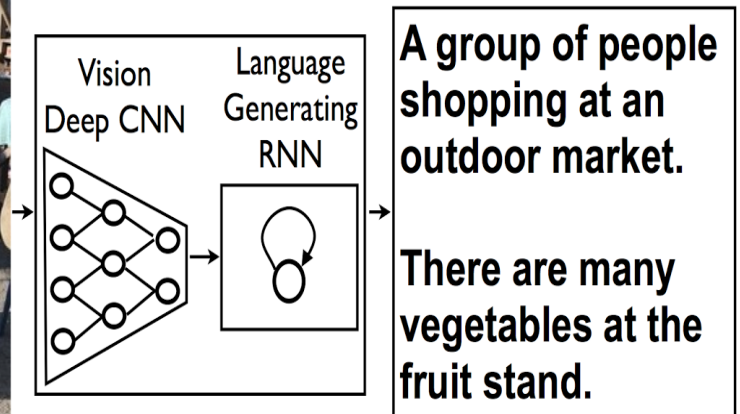 Vision
Deep CNN
Language
Generating
RNN
A group of people
shopping at an
outdoor market.
There are many
vegetables at the
fruit stand.